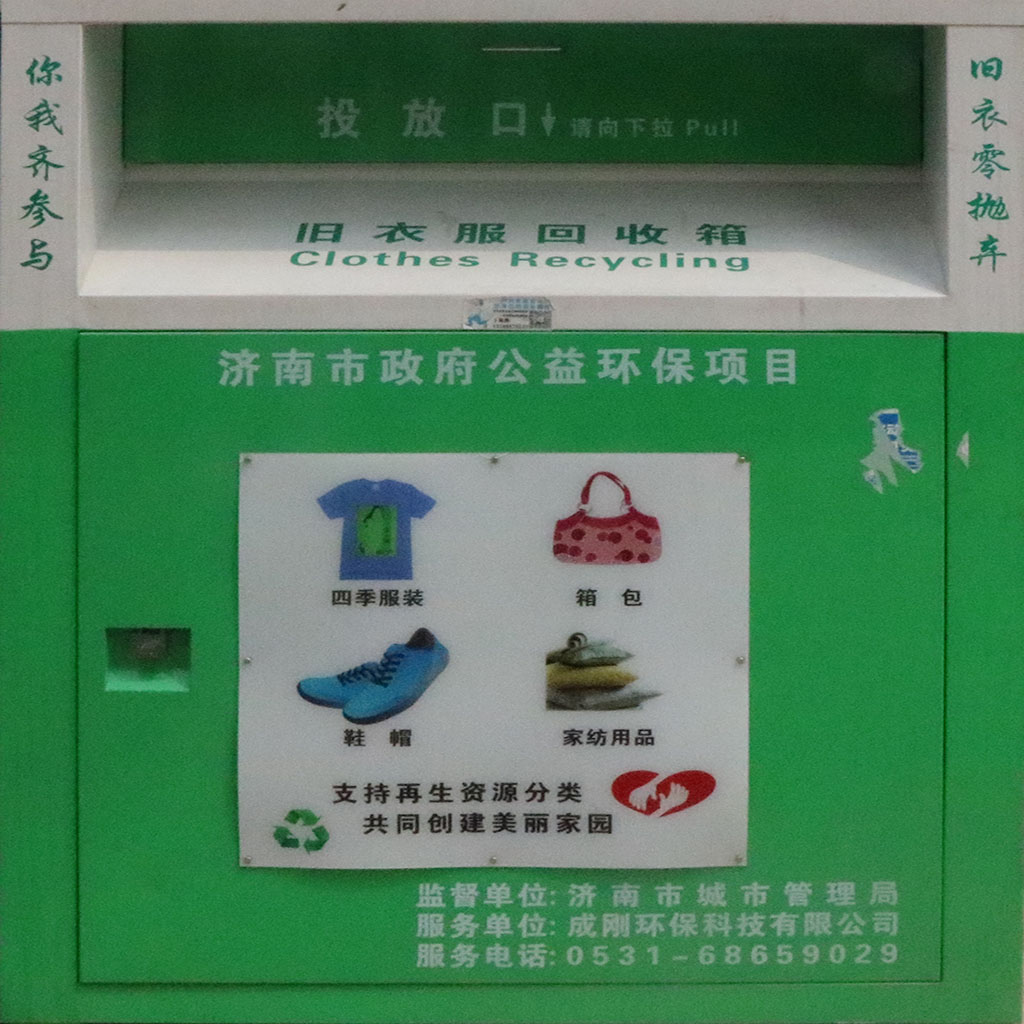 你我齐参与
旧衣零抛弃
投放口 请向下拉 Pull
旧衣服回收箱
Clothes Recycling
济南市政府公益环保项目
四季服装
箱包
鞋帽
家纺用品
支持再生资源分类
共同创建美丽家园
监督单位:济南市城市管理局
服务单位:成刚环保科技有限公司
服务电话:0531-68659029